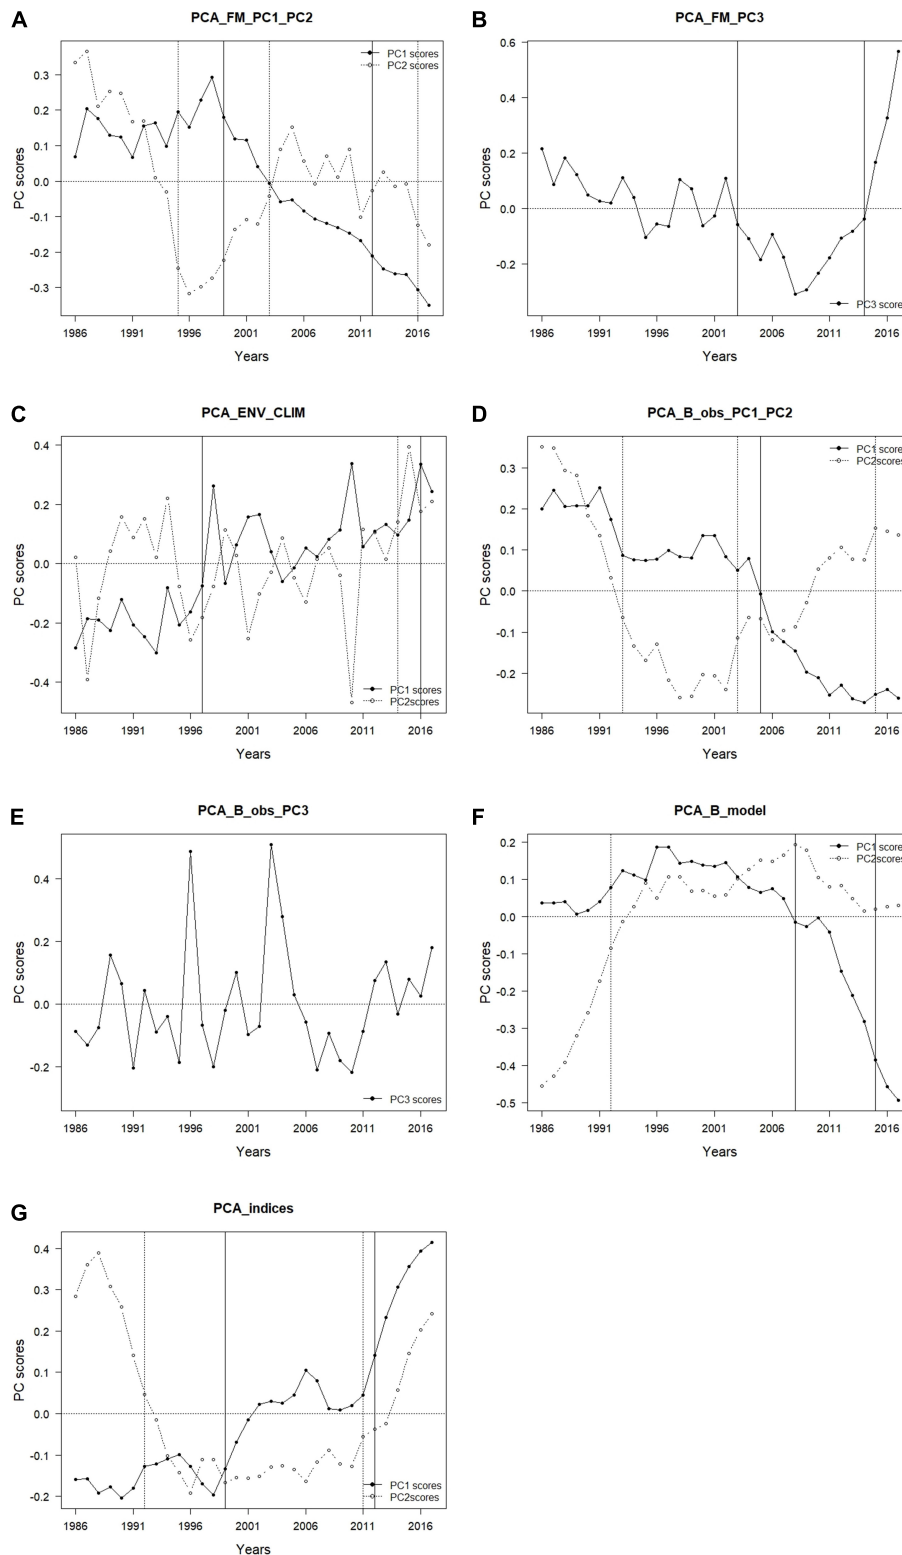 A
PCA_FM_PC1_PC2
PC1 scores
PC2 scores
PC scores
0.3
0.2
0.1
0.0
-0.1
-0.2
-0.3
1986 1991 1996 2001 2006 2011 2016
Years
B
PCA_FM_PC3
PC scores
0.6
0.4
0.2
0.0
-0.2
PC3 score
1986 1991 1996 2001 2006 2011 2016
Years
C
PCA_ENV_CLIM
PC scores
0.4
0.2
0.0
-0.2
-0.4
PC1 scores
PC2scores
1986 1991 1996 2001 2006 2011 2016
Years
D
PCA_B_obs_PC1_PC2
PC1 score
PC2scores
PC scores
0.3
0.2
0.1
0.0
-0.1
-0.2
1986 1991 1996 2001 2006 2011 2016
Years
E
PCA_B_obs_PC3
PC scores
0.4
0.2
0.0
-0.2
PC3 scores
1986 1991 1996 2001 2006 2011 2016
Years
F
PCA_B_model
PC1 score
PC2scores
PC scores
0.2
0.1
0.0
-0.1
-0.2
-0.3
-0.4
-0.5
1986 1991 1996 2001 2006 2011 2016
Years
G
PCA_indices
PC scores
0.4
0.3
0.2
0.1
0.0
-0.1
-0.2
PC1 scores
PC2scores
1986 1991 1996 2001 2006 2011 2016
Years